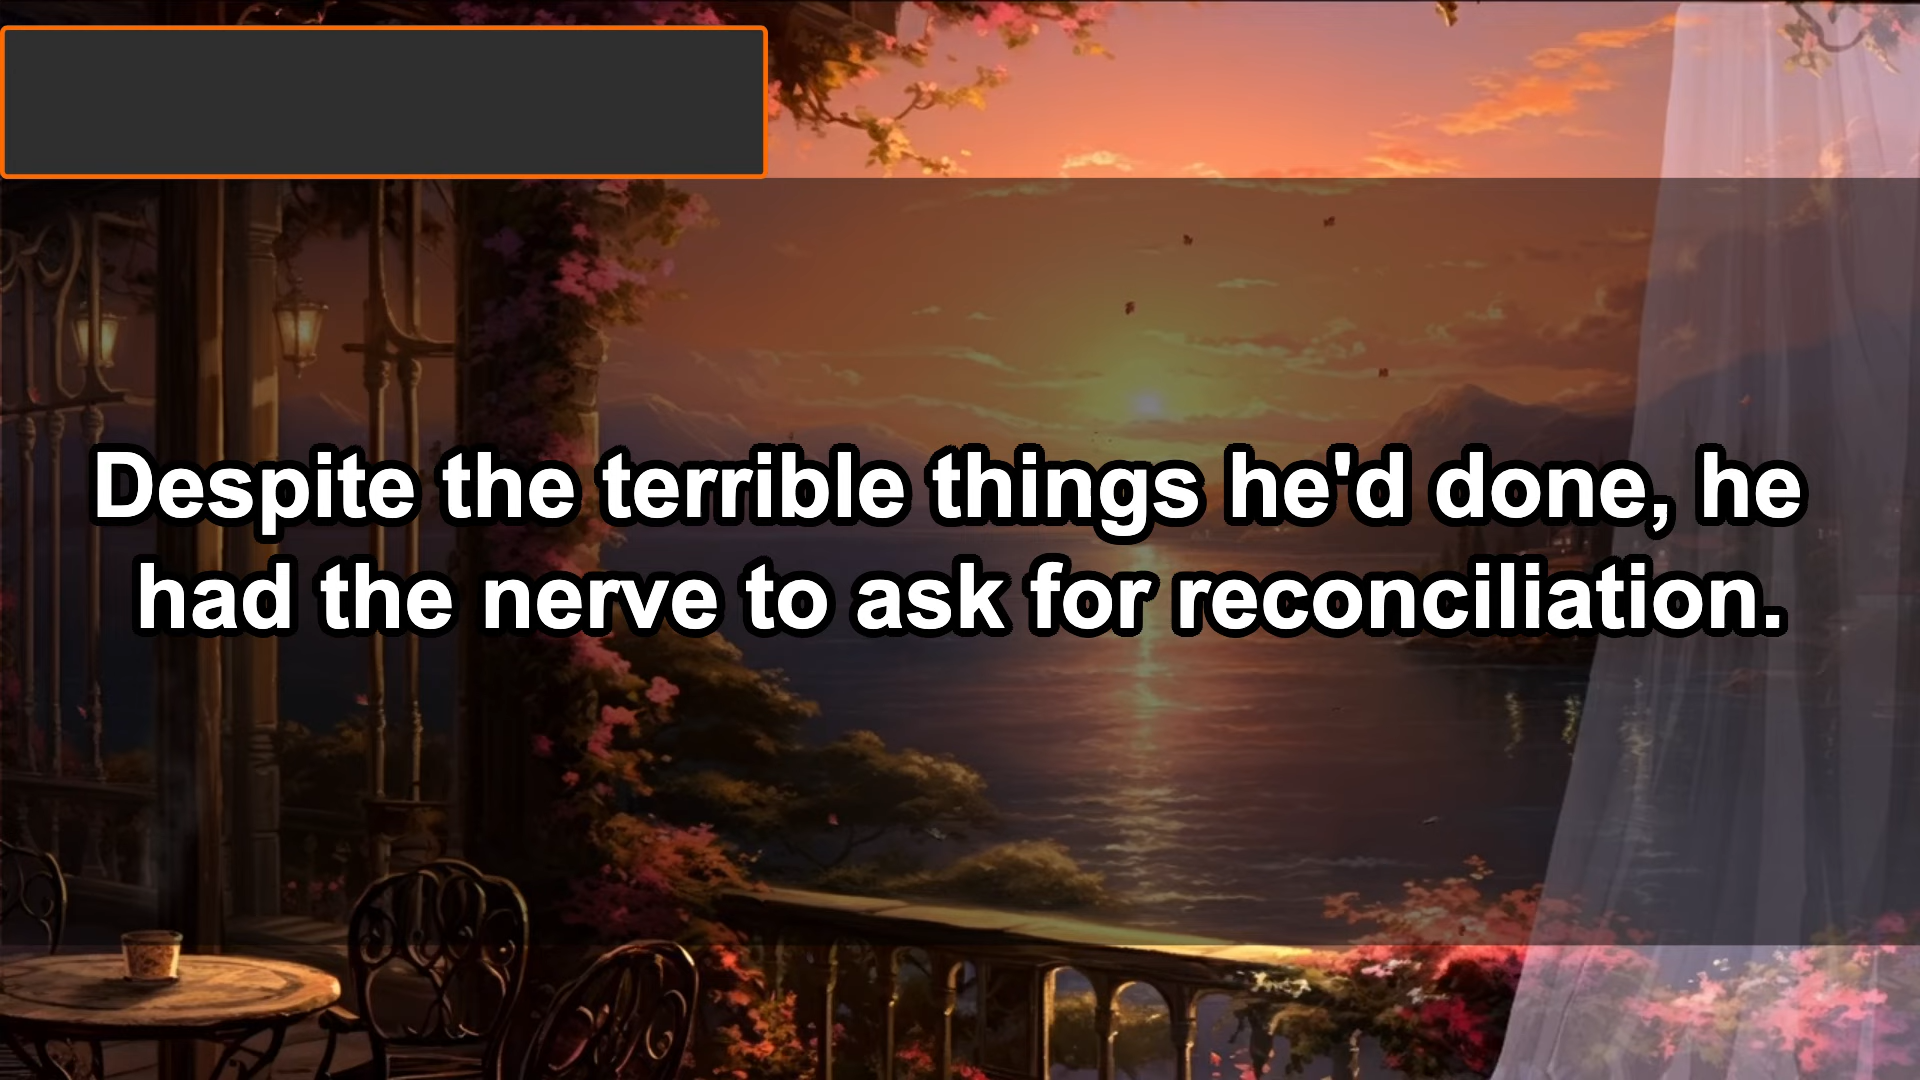 Despite the terrible things he'd done, he
had the nerve to ask for reconciliation.